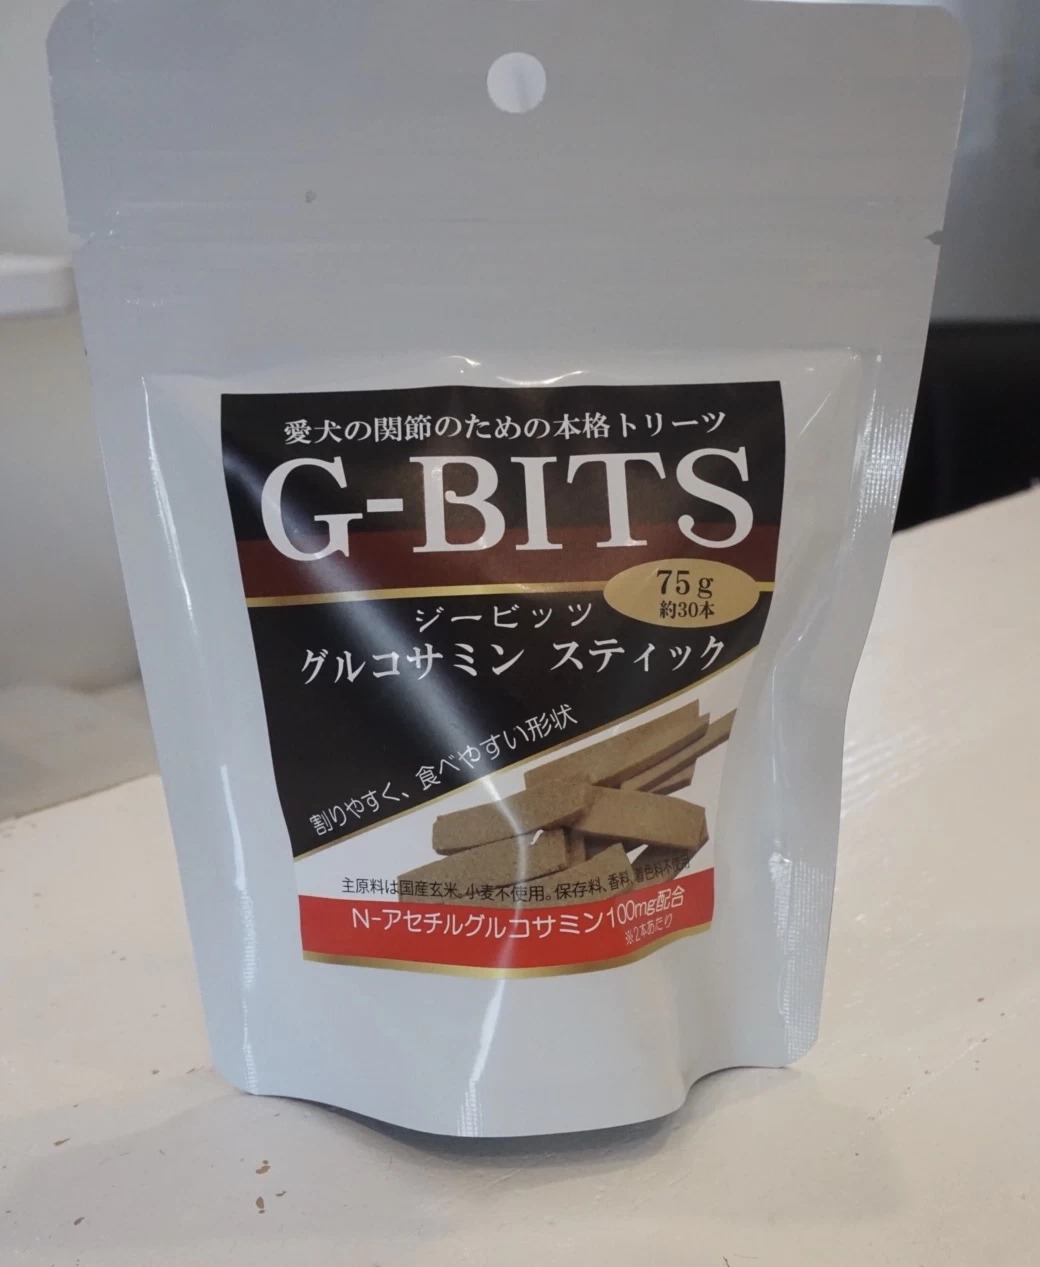 愛犬の関節のための本格トリーツ
G-BITS
75g
約30本
ジービッツ
グルコサミン スティック
割りやすく、食べやすい形状
主原料は国産玄米、小麦不使用。保存料、香料、着色料不使用
N-アセチルグルコサミン100mg配合
※2本あたり